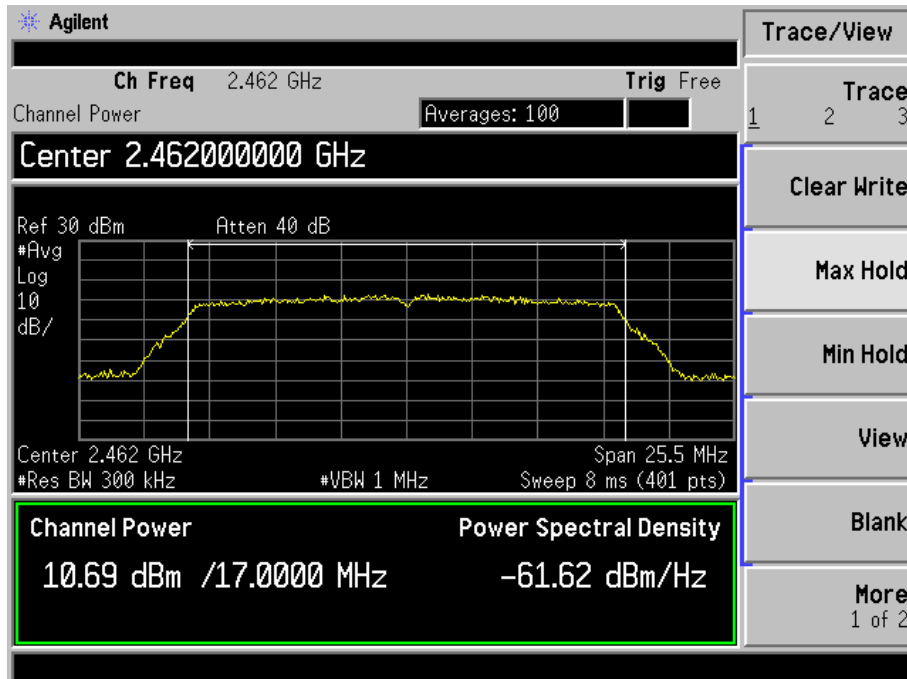 Agilent
Trace/View
Ch Freq 2.462 GHz Trig Free
Channel Power
Averages: 100
Center 2.462000000 GHz
Ref 30 dBm Atten 40 dB
#Avg
Log
10
dB/
Center 2.462 GHz Span 25.5 MHz
#Res BW 300 kHz #VBW 1 MHz Sweep 8 ms (401 pts)
Channel Power Power Spectral Density
10.69 dBm /17.0000 MHz -61.62 dBm/Hz
Trace
1 2 3
Clear Write
Max Hold
Min Hold
View
Blank
More
1 of 2